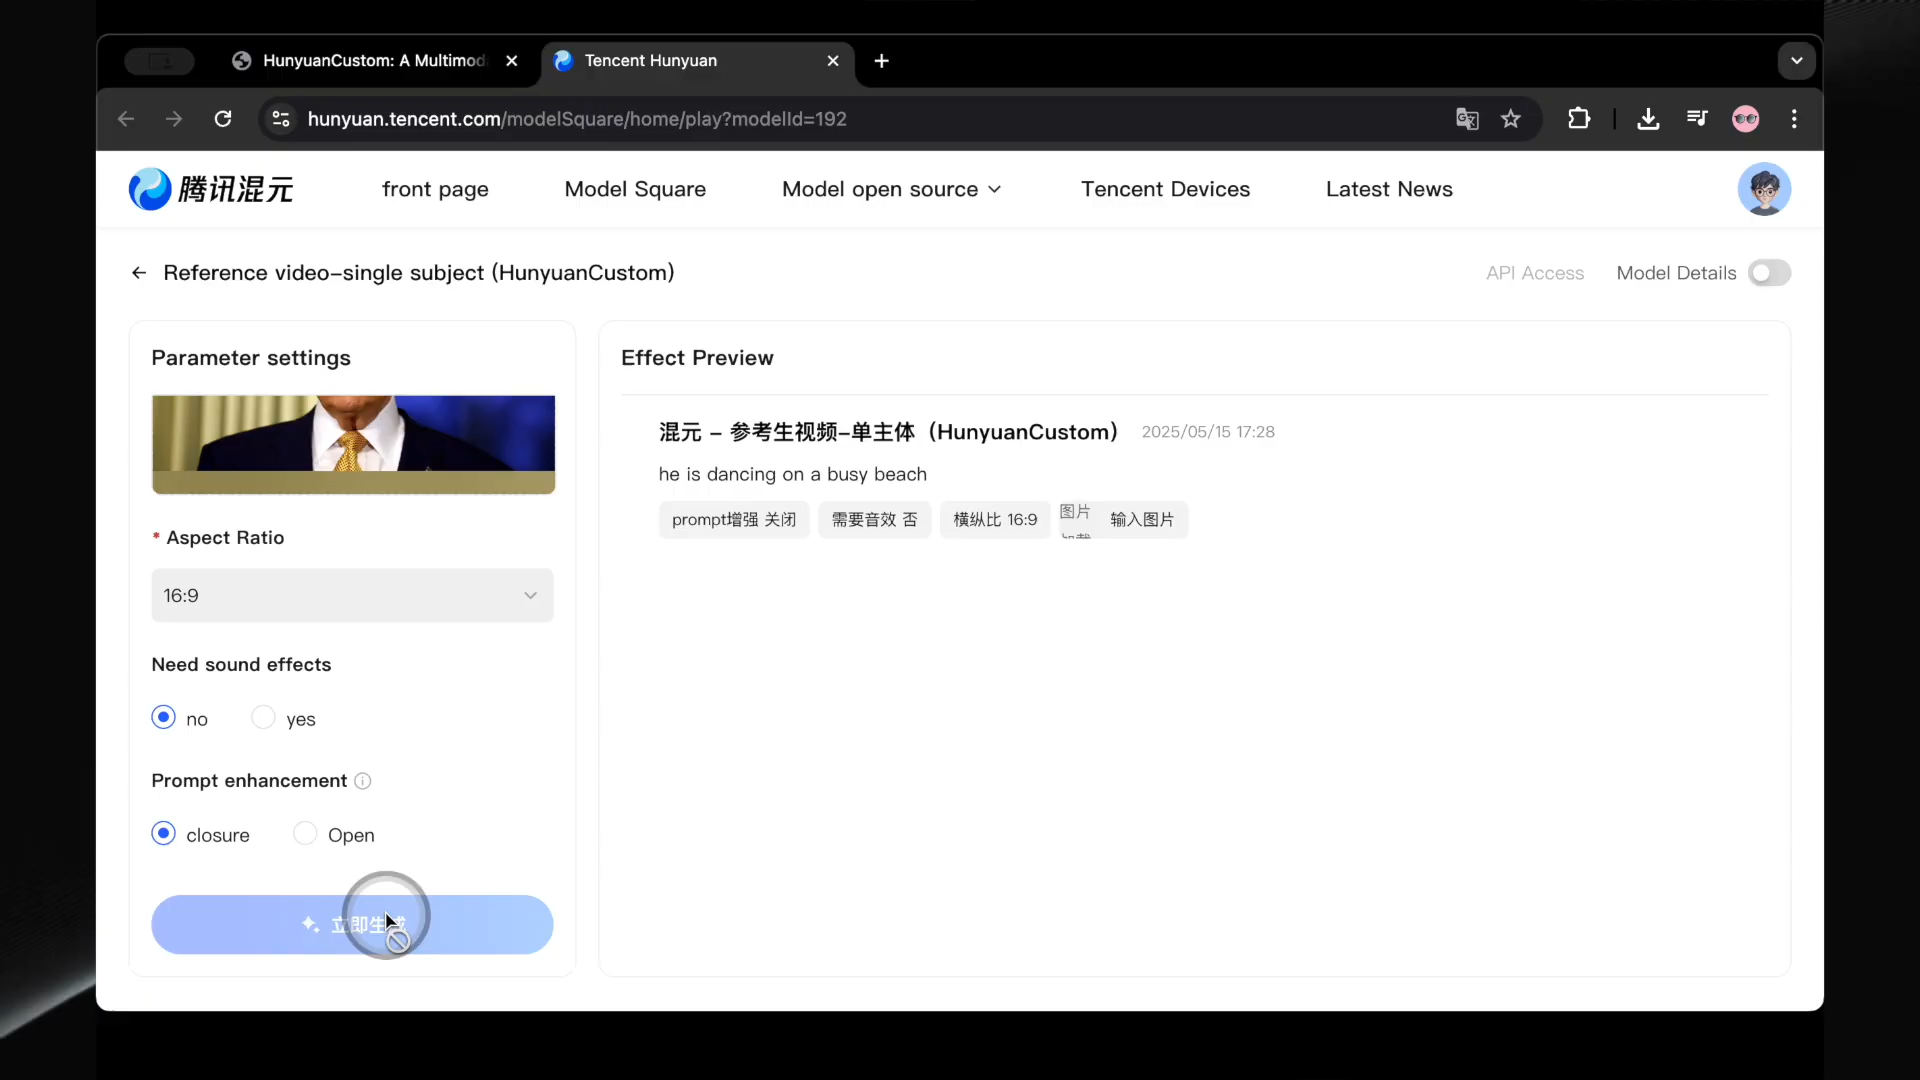 HunyuanCustom: A Multimod
Tencent Hunyuan
hunyuan.tencent.com/modelSquare/home/play?modelId=192
腾讯混元
front page
Model Square
Model open source
Tencent Devices
Latest News
Reference video–single subject (HunyuanCustom)
API Access
Model Details
Parameter settings
* Aspect Ratio
16:9
Need sound effects
no
yes
Prompt enhancement
closure
Open
立即生成
Effect Preview
混元 – 参考生视频–单主体（HunyuanCustom） 2025/05/15 17:28
he is dancing on a busy beach
prompt增强 关闭
需要音效 否
横纵比 16:9
图片
输入图片